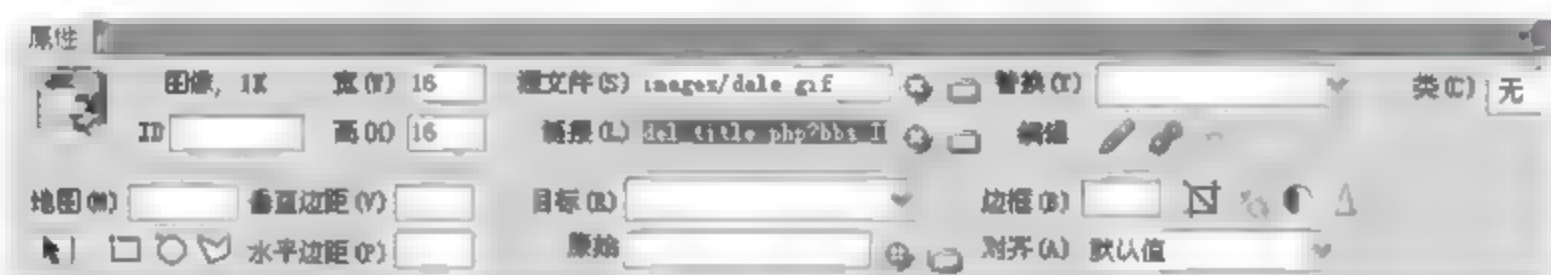 属性
图像, 1K 宽(W) 16 源文件(S) images/dele gif 替换(T) 类(C) 无
ID 高(H) 16 链接(L) del_title php?bbs_I 编辑
地图(M) 垂直边距(V) 目标(R) 边框(B)
水平边距(P) 原始 对齐(A) 默认值